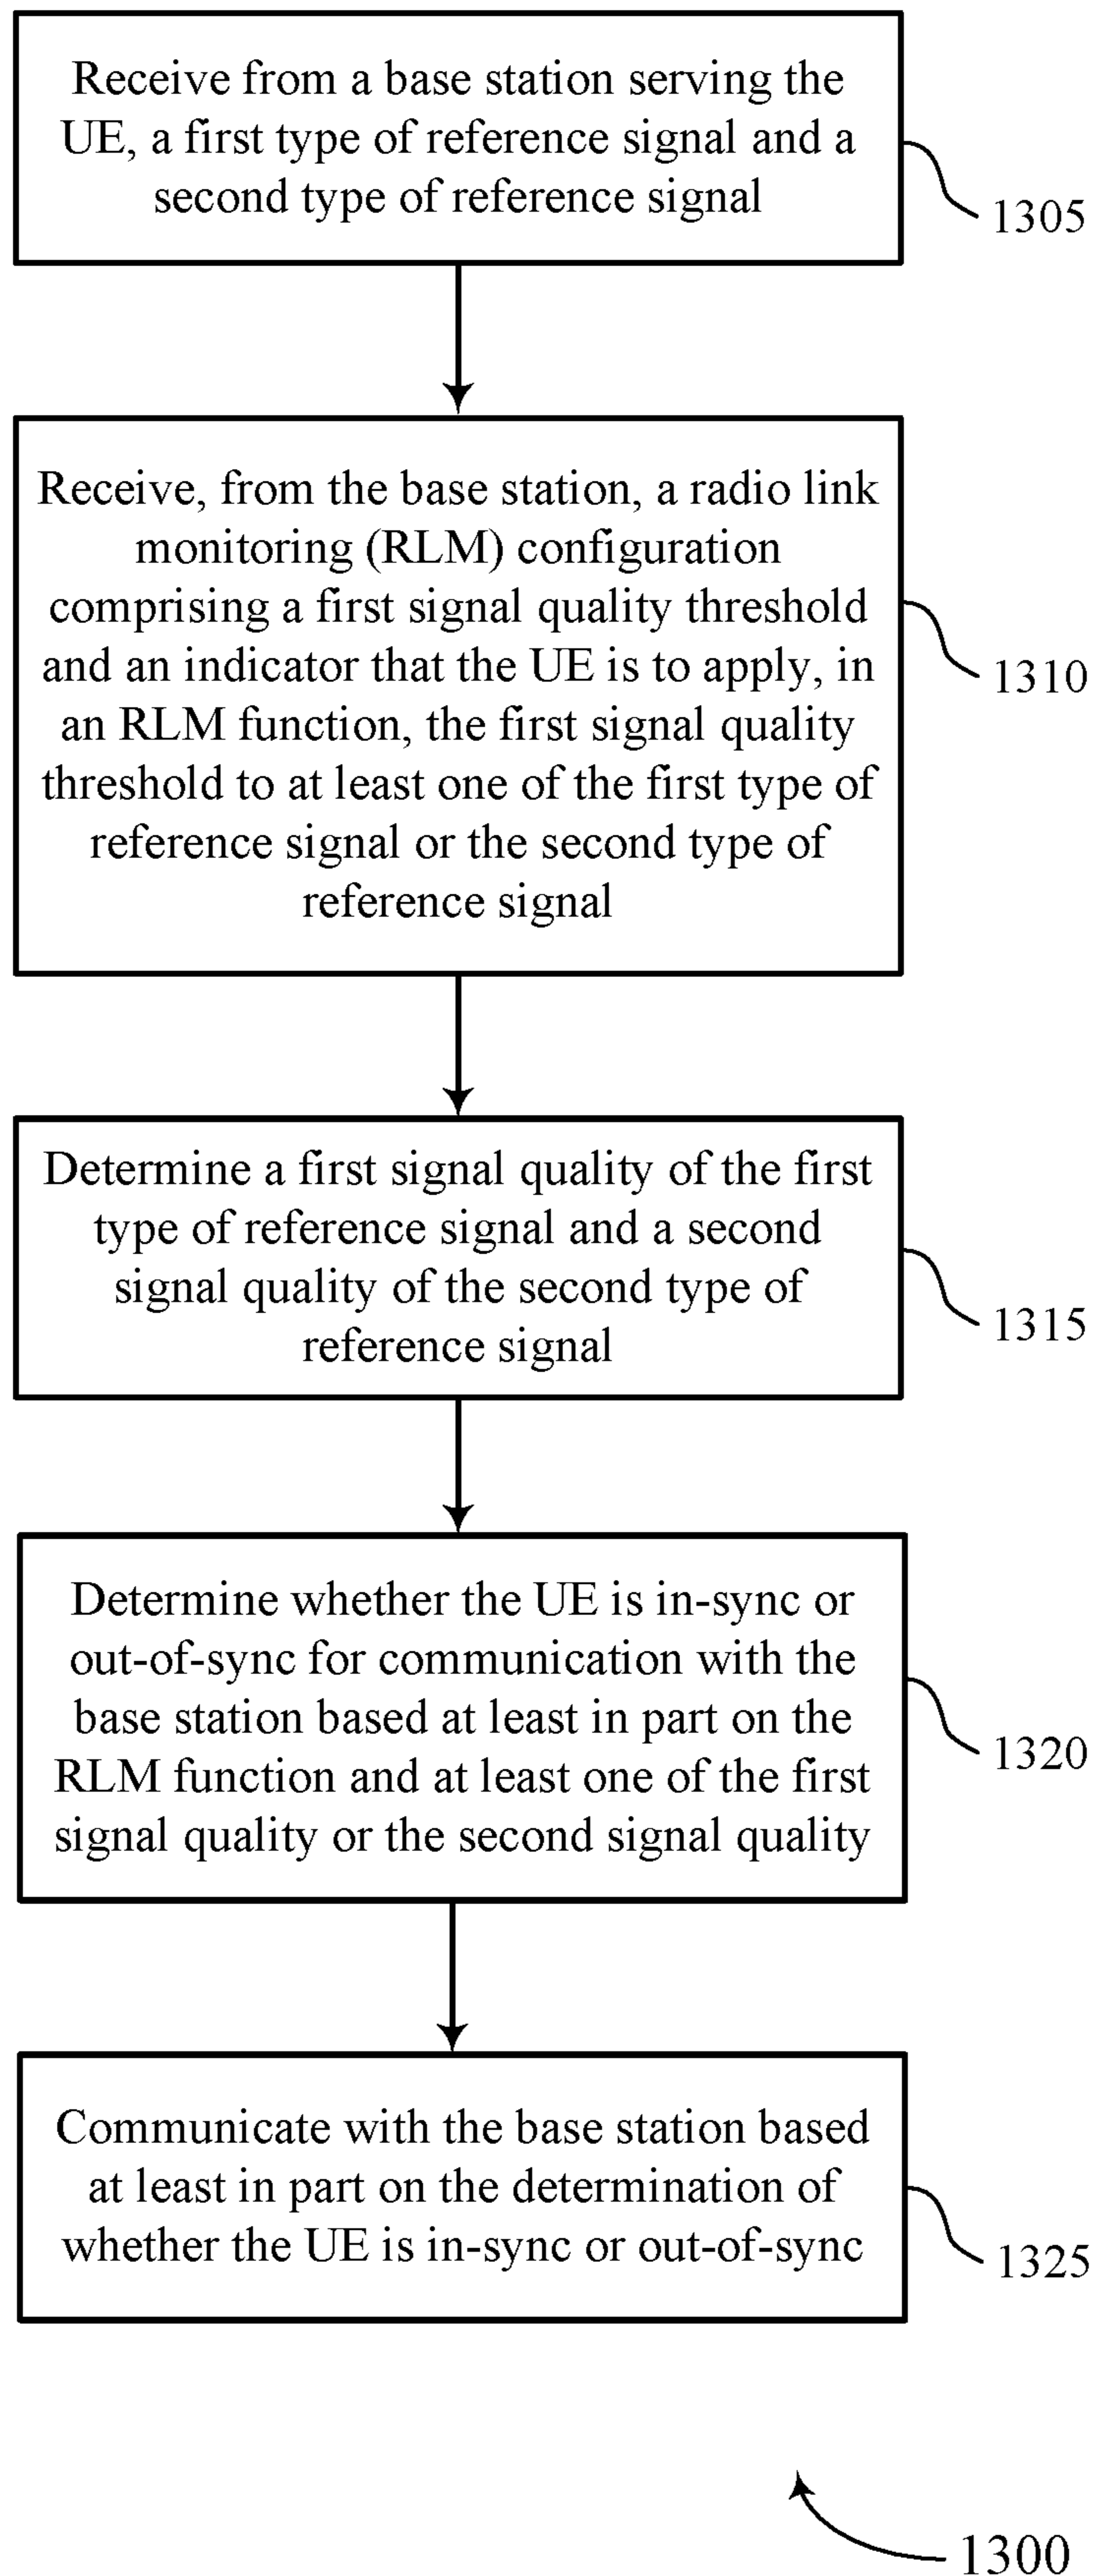 Receive from a base station serving the
UE, a first type of reference signal and a
second type of reference signal
1305
Receive, from the base station, a radio link
monitoring (RLM) configuration
comprising a first signal quality threshold
and an indicator that the UE is to apply, in
an RLM function, the first signal quality
threshold to at least one of the first type of
reference signal or the second type of
reference signal
1310
Determine a first signal quality of the first
type of reference signal and a second
signal quality of the second type of
reference signal
1315
Determine whether the UE is in-sync or
out-of-sync for communication with the
base station based at least in part on the
RLM function and at least one of the first
signal quality or the second signal quality
1320
Communicate with the base station based
at least in part on the determination of
whether the UE is in-sync or out-of-sync
1325
1300